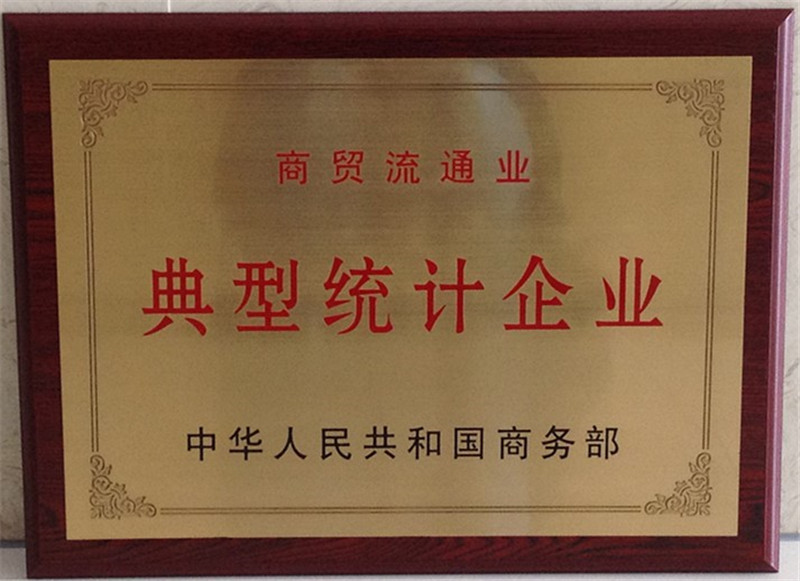 商贸流通业
典型统计企业
中华人民共和国商务部